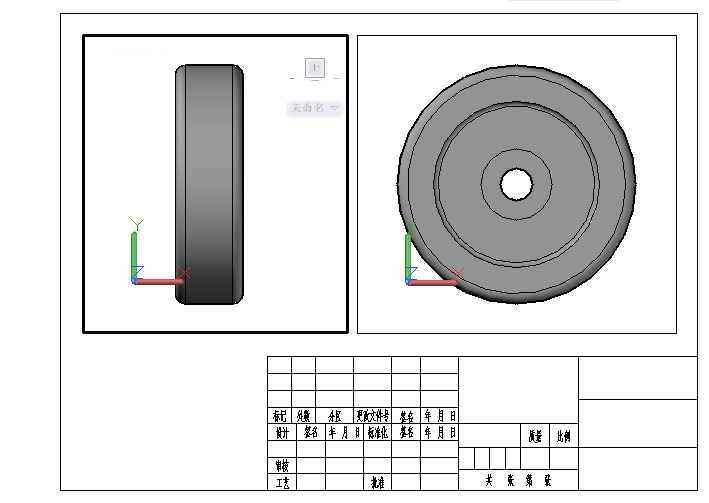 上
未命名
Y
Z
X
Z
X
标记 处数 分区 更改文件号 签名 年 月 日
设计 签名 年 月 日 标准化 签名 年 月 日
质量 比例
审核
工艺 批准
共 张 第 张